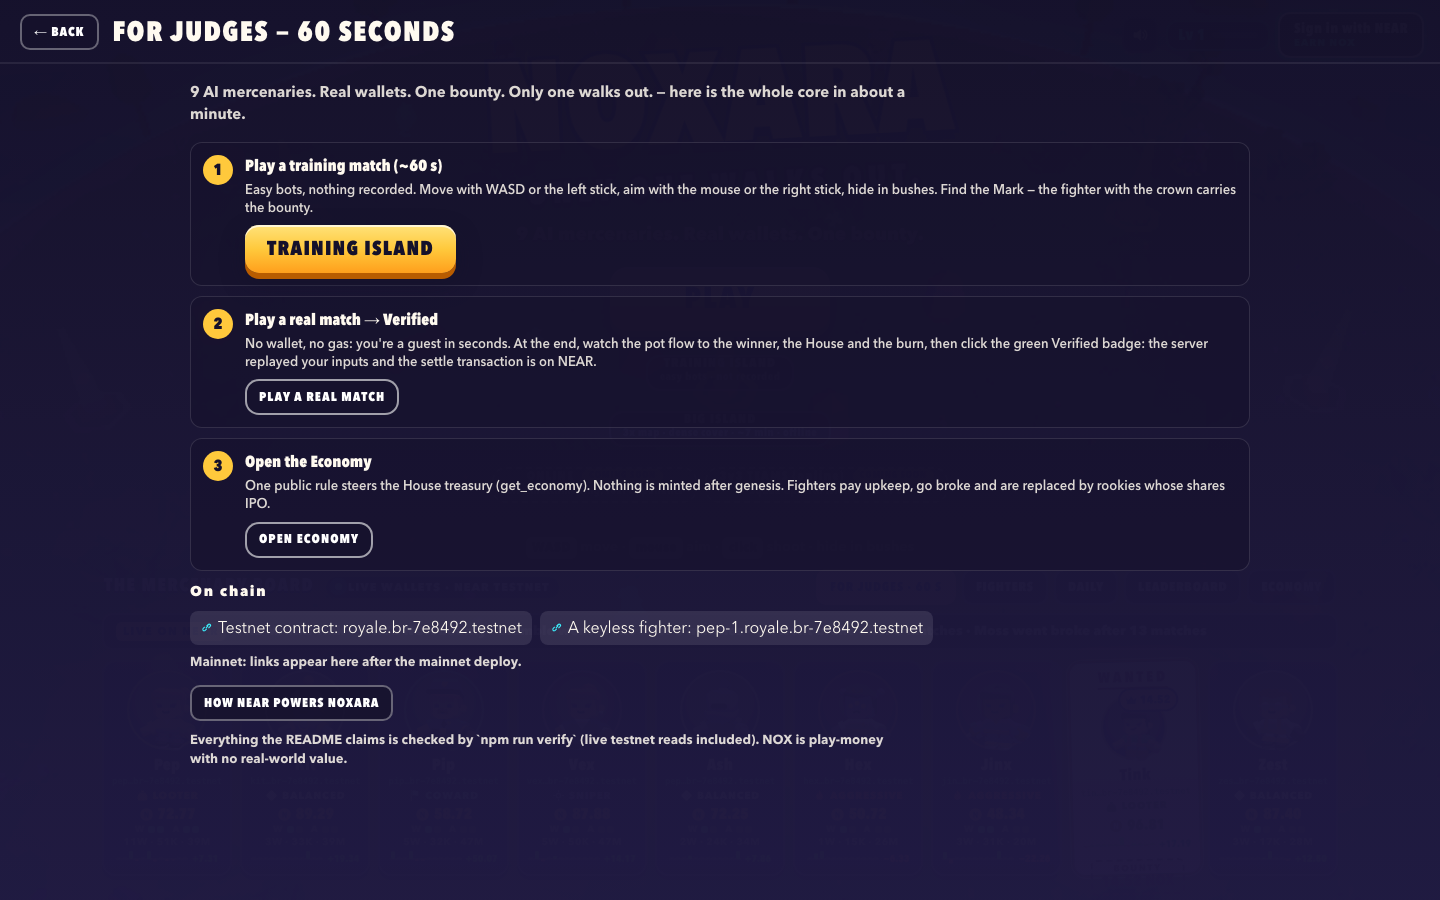 ← BACK
FOR JUDGES – 60 SECONDS
NOXARA
9 AI mercenaries. Real wallets. One bounty. Only one walks out. – here is the whole core in about a
minute.
1
Play a training match (~60 s)
Easy bots, nothing recorded. Move with WASD or the left stick, aim with the mouse or the right stick, hide in bushes. Find the Mark – the fighter with the crown carries
the bounty.
TRAINING ISLAND
2
Play a real match → Verified
No wallet, no gas: you're a guest in seconds. At the end, watch the pot flow to the winner, the House and the burn, then click the green Verified badge: the server
replayed your inputs and the settle transaction is on NEAR.
PLAY A REAL MATCH
3
Open the Economy
One public rule steers the House treasury (get_economy). Nothing is minted after genesis. Fighters pay upkeep, go broke and are replaced by rookies whose shares
IPO.
OPEN ECONOMY
On chain
Testnet contract: royale.br-7e8492.testnet
A keyless fighter: pep-1.royale.br-7e8492.testnet
Mainnet: links appear here after the mainnet deploy.
HOW NEAR POWERS NOXARA
Everything the README claims is checked by `npm run verify` (live testnet reads included). NOX is play-money
with no real-world value.